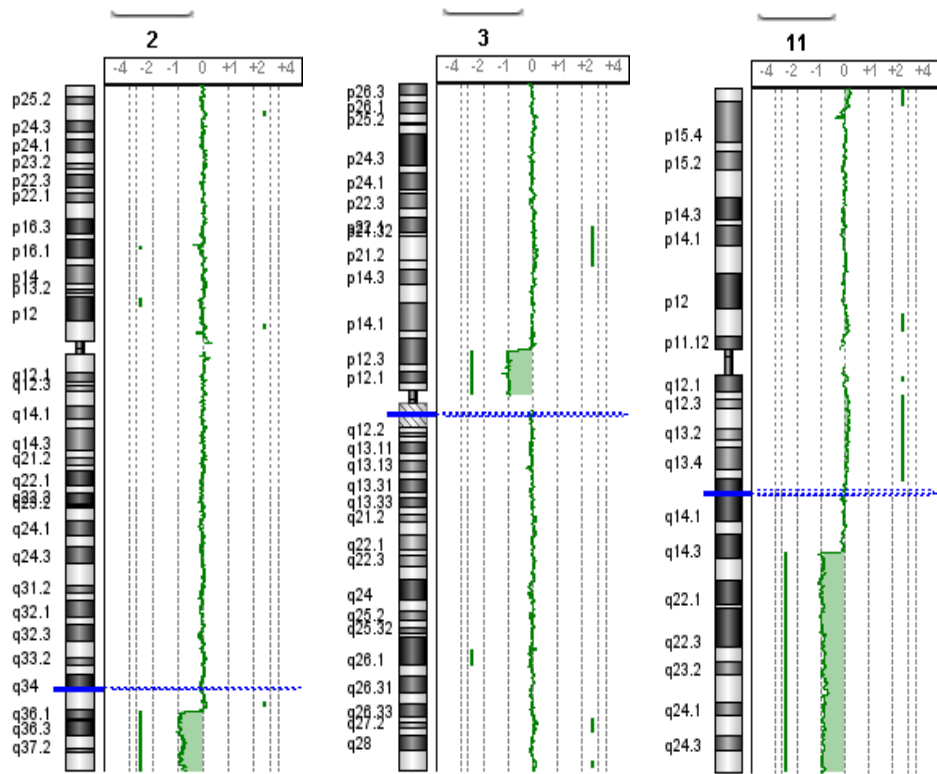 2
-4 -2 -1 0 +1 +2 +4
p25.2
p24.3
p24.1
p23.2
p22.3
p22.1
p16.3
p16.1
p14
p13.2
p12
q12.1
q12.3
q14.1
q14.3
q21.2
q22.1
q23.2
q24.1
q24.3
q31.2
q32.1
q32.3
q33.2
q34
q36.1
q36.3
q37.2
3
-4 -2 -1 0 +1 +2 +4
p26.3
p26.1
p25.2
p24.3
p24.1
p22.3
p21.32
p21.2
p14.3
p14.1
p12.3
p12.1
q12.2
q13.11
q13.13
q13.31
q13.33
q21.2
q22.1
q22.3
q24
q25.2
q25.32
q26.1
q26.31
q26.33
q27.2
q28
11
-4 -2 -1 0 +1 +2 +4
p15.4
p15.2
p14.3
p14.1
p12
p11.12
q12.1
q12.3
q13.2
q13.4
q14.1
q14.3
q22.1
q22.3
q23.2
q24.1
q24.3